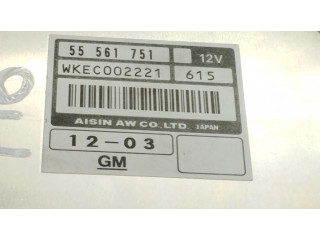 55 561 751 12V
WKEC002221 615
AISIN AW CO.,LTD. JAPAN
12-03
GM